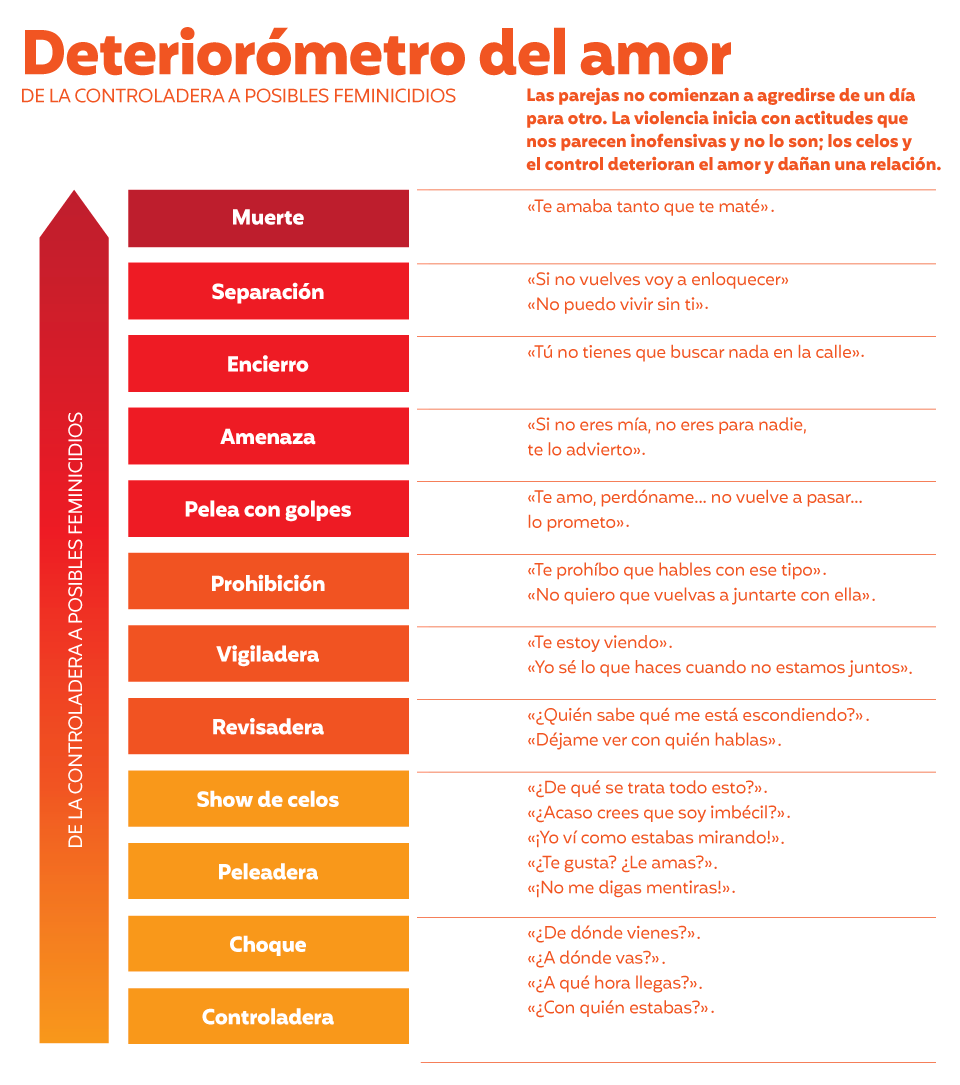 Deteriorómetro del amor
DE LA CONTROLADERA A POSIBLES FEMINICIDIOS
Las parejas no comienzan a agredirse de un día
para otro. La violencia inicia con actitudes que
nos parecen inofensivas y no lo son; los celos y
el control deterioran el amor y dañan una relación.
DE LA CONTROLADERA A POSIBLES FEMINICIDIOS
Muerte
«Te amaba tanto que te maté».
Separación
«Si no vuelves voy a enloquecer»
«No puedo vivir sin ti».
Encierro
«Tú no tienes que buscar nada en la calle».
Amenaza
«Si no eres mía, no eres para nadie,
te lo advierto».
Pelea con golpes
«Te amo, perdóname... no vuelve a pasar...
lo prometo».
Prohibición
«Te prohíbo que hables con ese tipo».
«No quiero que vuelvas a juntarte con ella».
Vigiladera
«Te estoy viendo».
«Yo sé lo que haces cuando no estamos juntos».
Revisadera
«¿Quién sabe qué me está escondiendo?».
«Déjame ver con quién hablas».
Show de celos
Peleadera
«¿De qué se trata todo esto?».
«¿Acaso crees que soy imbécil?».
«¡Yo ví como estabas mirando!».
«¿Te gusta? ¿Le amas?».
«¡No me digas mentiras!».
Choque
Controladera
«¿De dónde vienes?».
«¿A dónde vas?».
«¿A qué hora llegas?».
«¿Con quién estabas?».